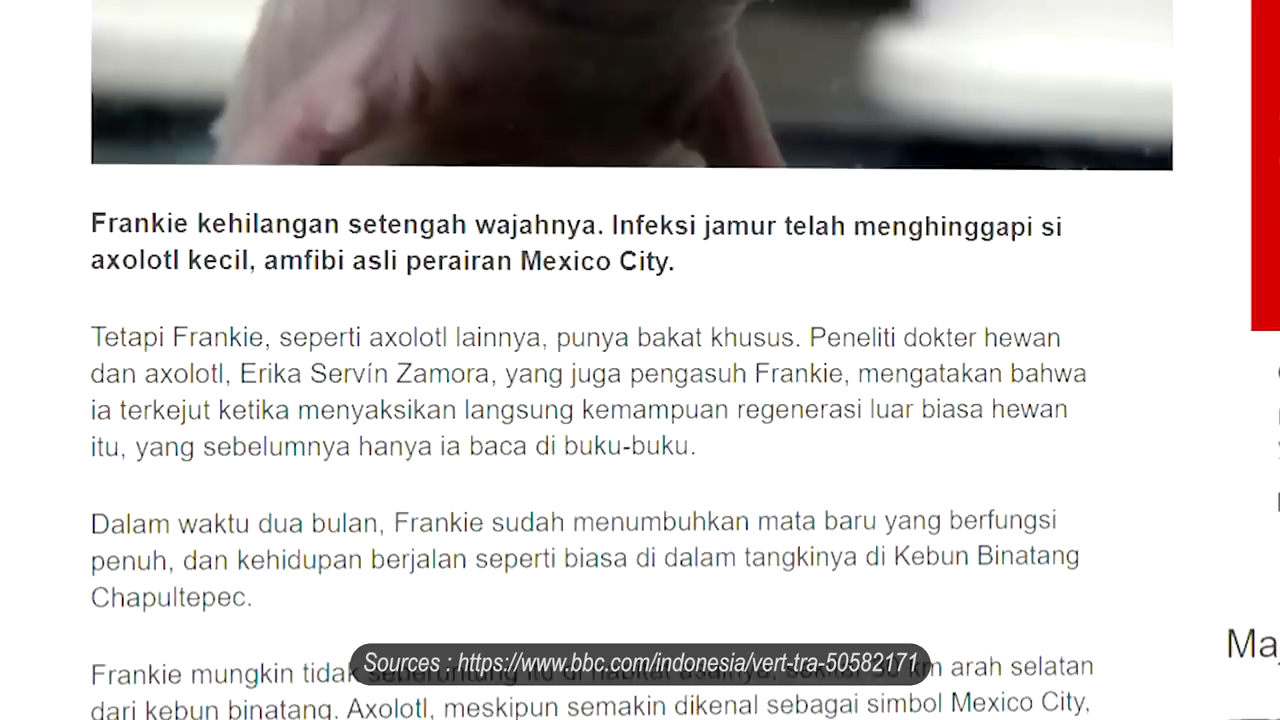 Frankie kehilangan setengah wajahnya. Infeksi jamur telah menghinggapi si
axolotl kecil, amfibi asli perairan Mexico City.
Tetapi Frankie, seperti axolotl lainnya, punya bakat khusus. Peneliti dokter hewan
dan axolotl, Erika Servín Zamora, yang juga pengasuh Frankie, mengatakan bahwa
ia terkejut ketika menyaksikan langsung kemampuan regenerasi luar biasa hewan
itu, yang sebelumnya hanya ia baca di buku-buku.
Dalam waktu dua bulan, Frankie sudah menumbuhkan mata baru yang berfungsi
penuh, dan kehidupan berjalan seperti biasa di dalam tangkinya di Kebun Binatang
Chapultepec.
Ma
Frankie mungkin tidak arah selatan
Sources : https://www.bbc.com/indonesia/vert-tra-50582171
dari kebun binatang. Axolotl, meskipun semakin dikenal sebagai simbol Mexico City,